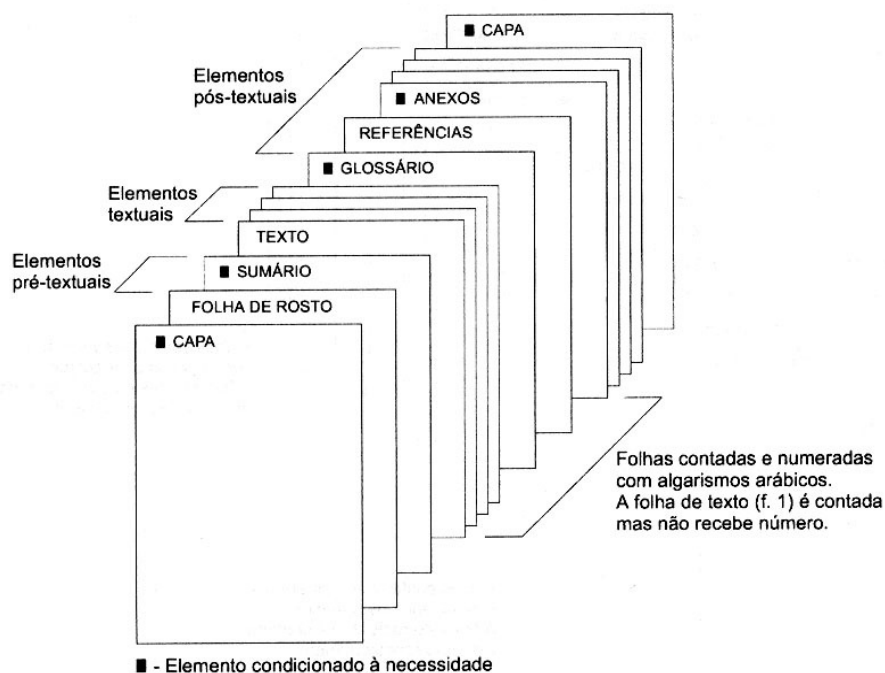 ■ CAPA
Elementos
pós-textuais
■ ANEXOS
REFERÊNCIAS
■ GLOSSÁRIO
Elementos
textuais
TEXTO
Elementos
pré-textuais
■ SUMÁRIO
FOLHA DE ROSTO
■ CAPA
Folhas contadas e numeradas
com algarismos arábicos.
A folha de texto (f. 1) é contada
mas não recebe número.
■ - Elemento condicionado à necessidade